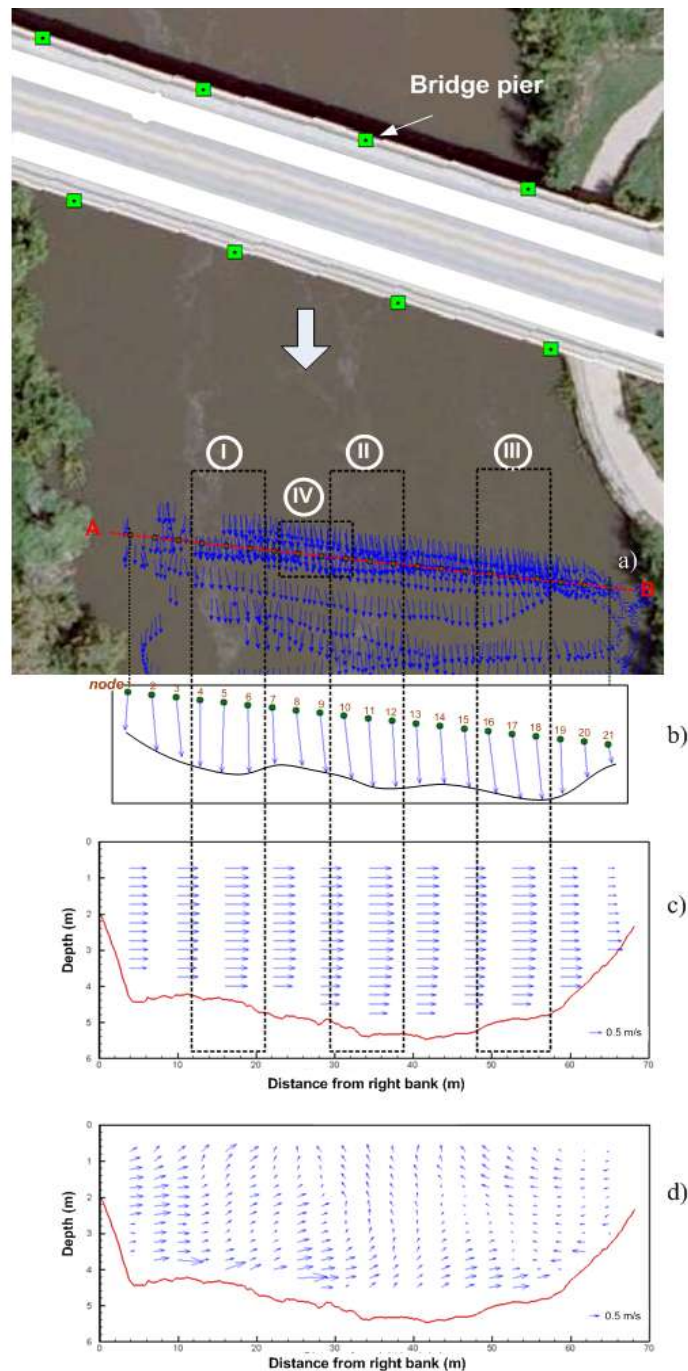 Bridge pier
I
II
III
IV
A
a)
B
node
1 2 3 4 5 6 7 8 9 10 11 12 13 14 15 16 17 18 19 20 21
b)
0
1
2
3
4
5
6
Depth (m)
0.5 m/s
0 10 20 30 40 50 60 70
Distance from right bank (m)
c)
0
1
2
3
4
5
6
Depth (m)
0.5 m/s
0 10 20 30 40 50 60 70
Distance from right bank (m)
d)